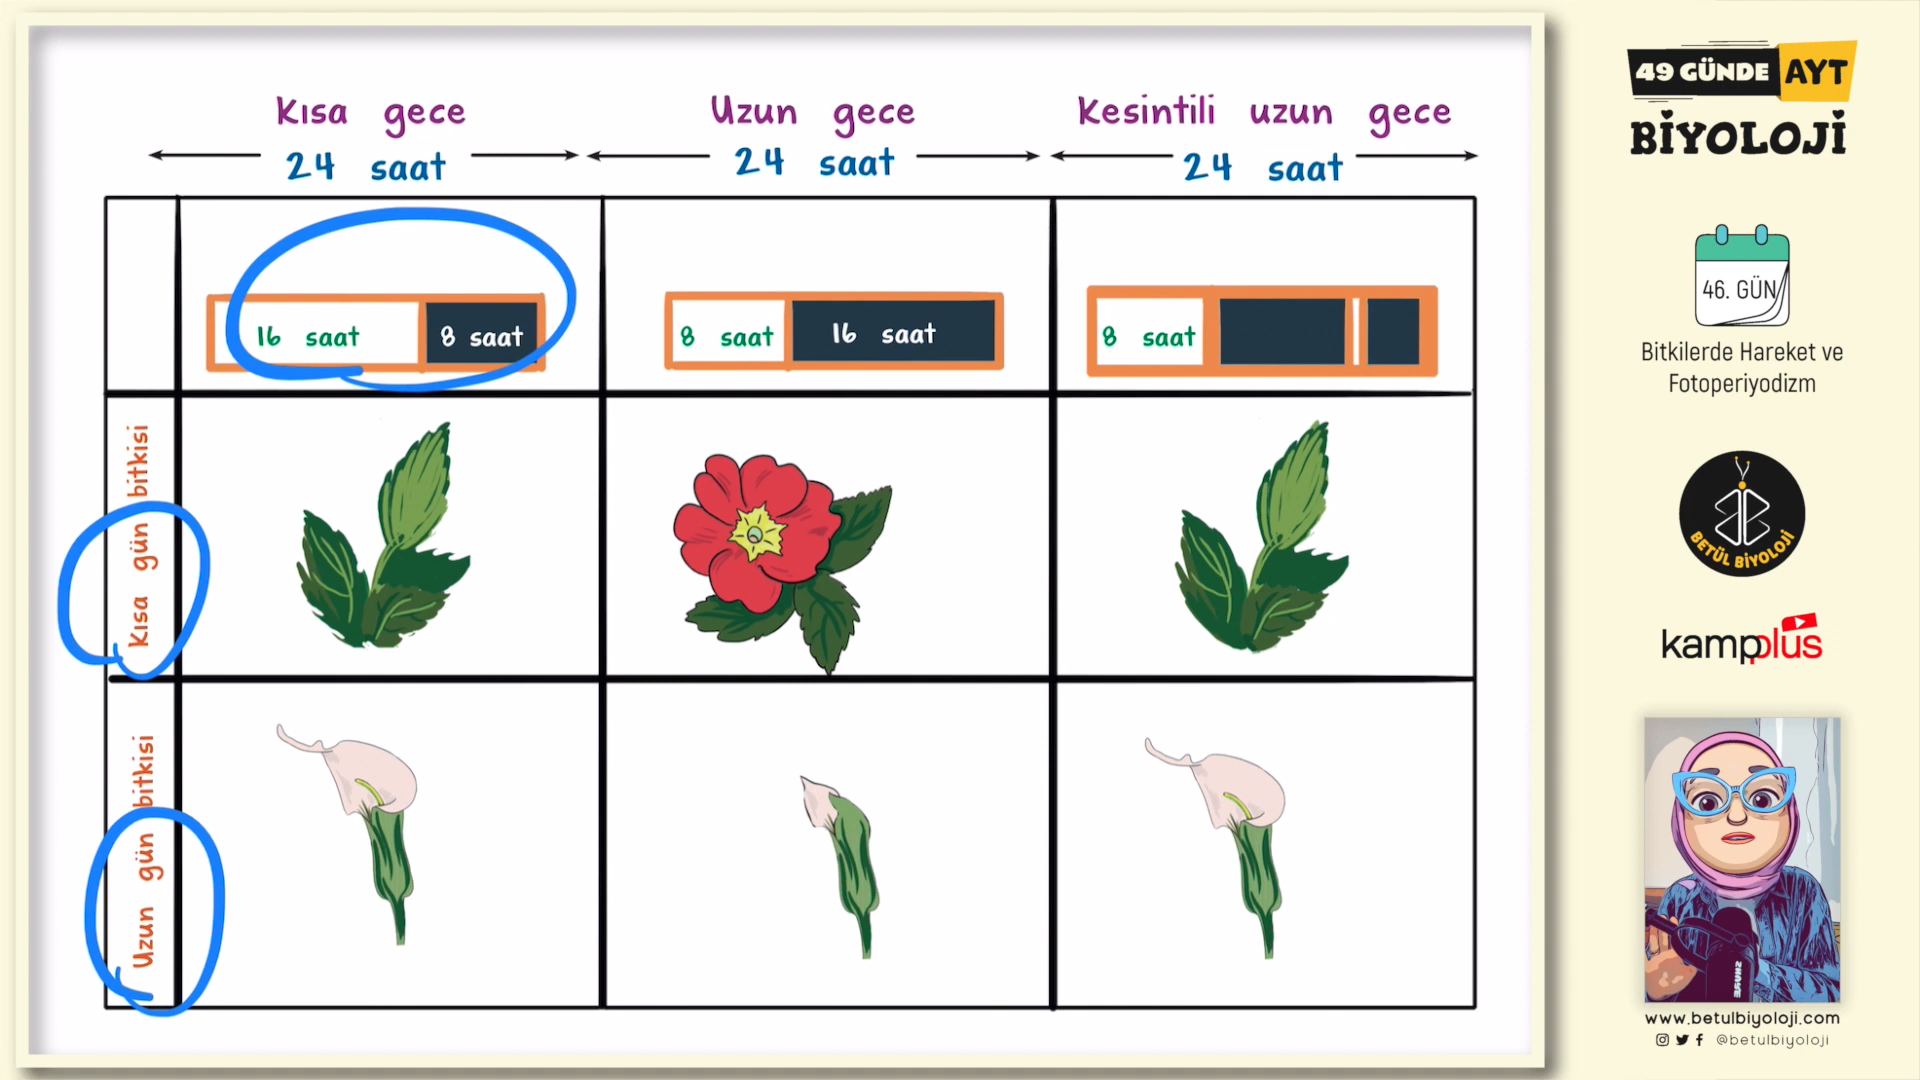 Kısa gece
24 saat
Uzun gece
24 saat
Kesintili uzun gece
24 saat
16 saat
8 saat
8 saat
16 saat
8 saat
Kısa gün bitkisi
Uzun gün bitkisi
49 GÜNDE AYT
BİYOLOJİ
46. GÜN
Bitkilerde Hareket ve
Fotoperiyodizm
BETÜL BİYOLOJİ
kampplus
SHURE
www.betulbiyoloji.com
@betulbiyoloji